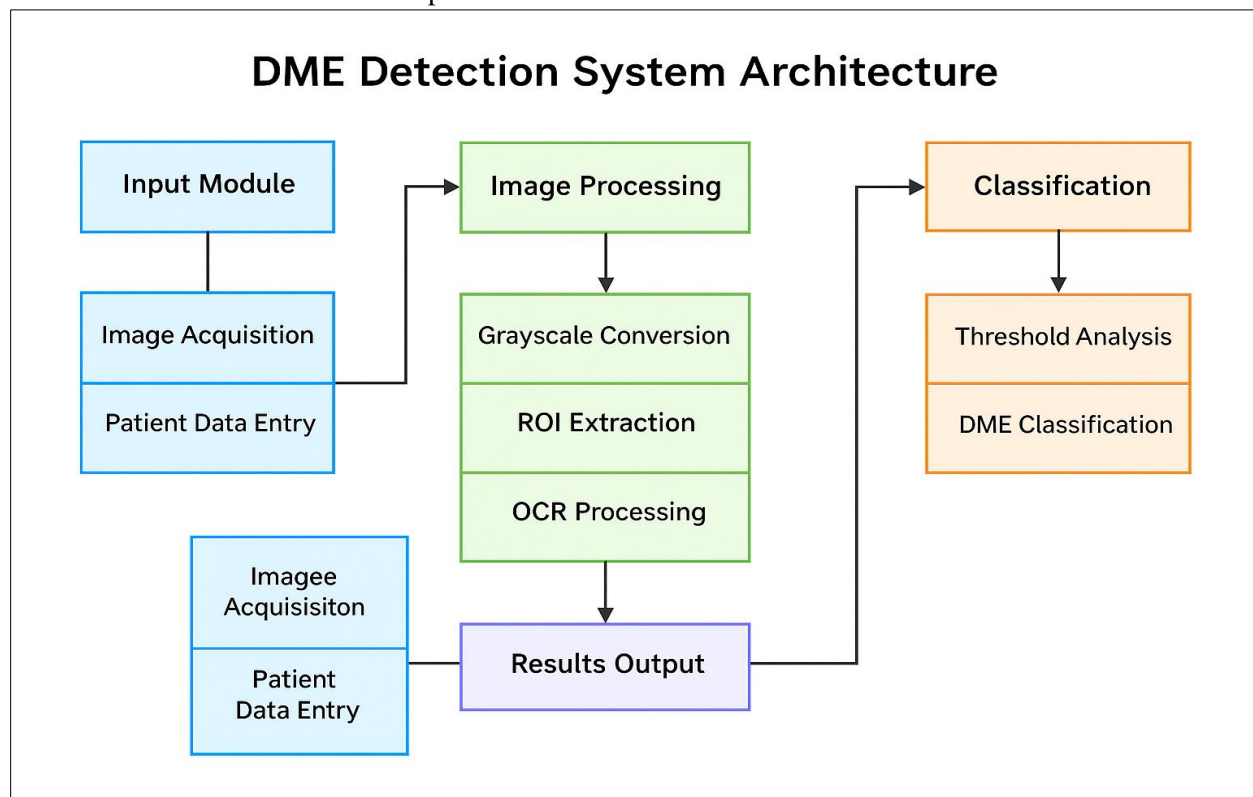 DME Detection System Architecture
Input Module
Image Acquisition
Patient Data Entry
Image Processing
Grayscale Conversion
ROI Extraction
OCR Processing
Imagee
Acquisisiton
Patient
Data Entry
Results Output
Classification
Threshold Analysis
DME Classification